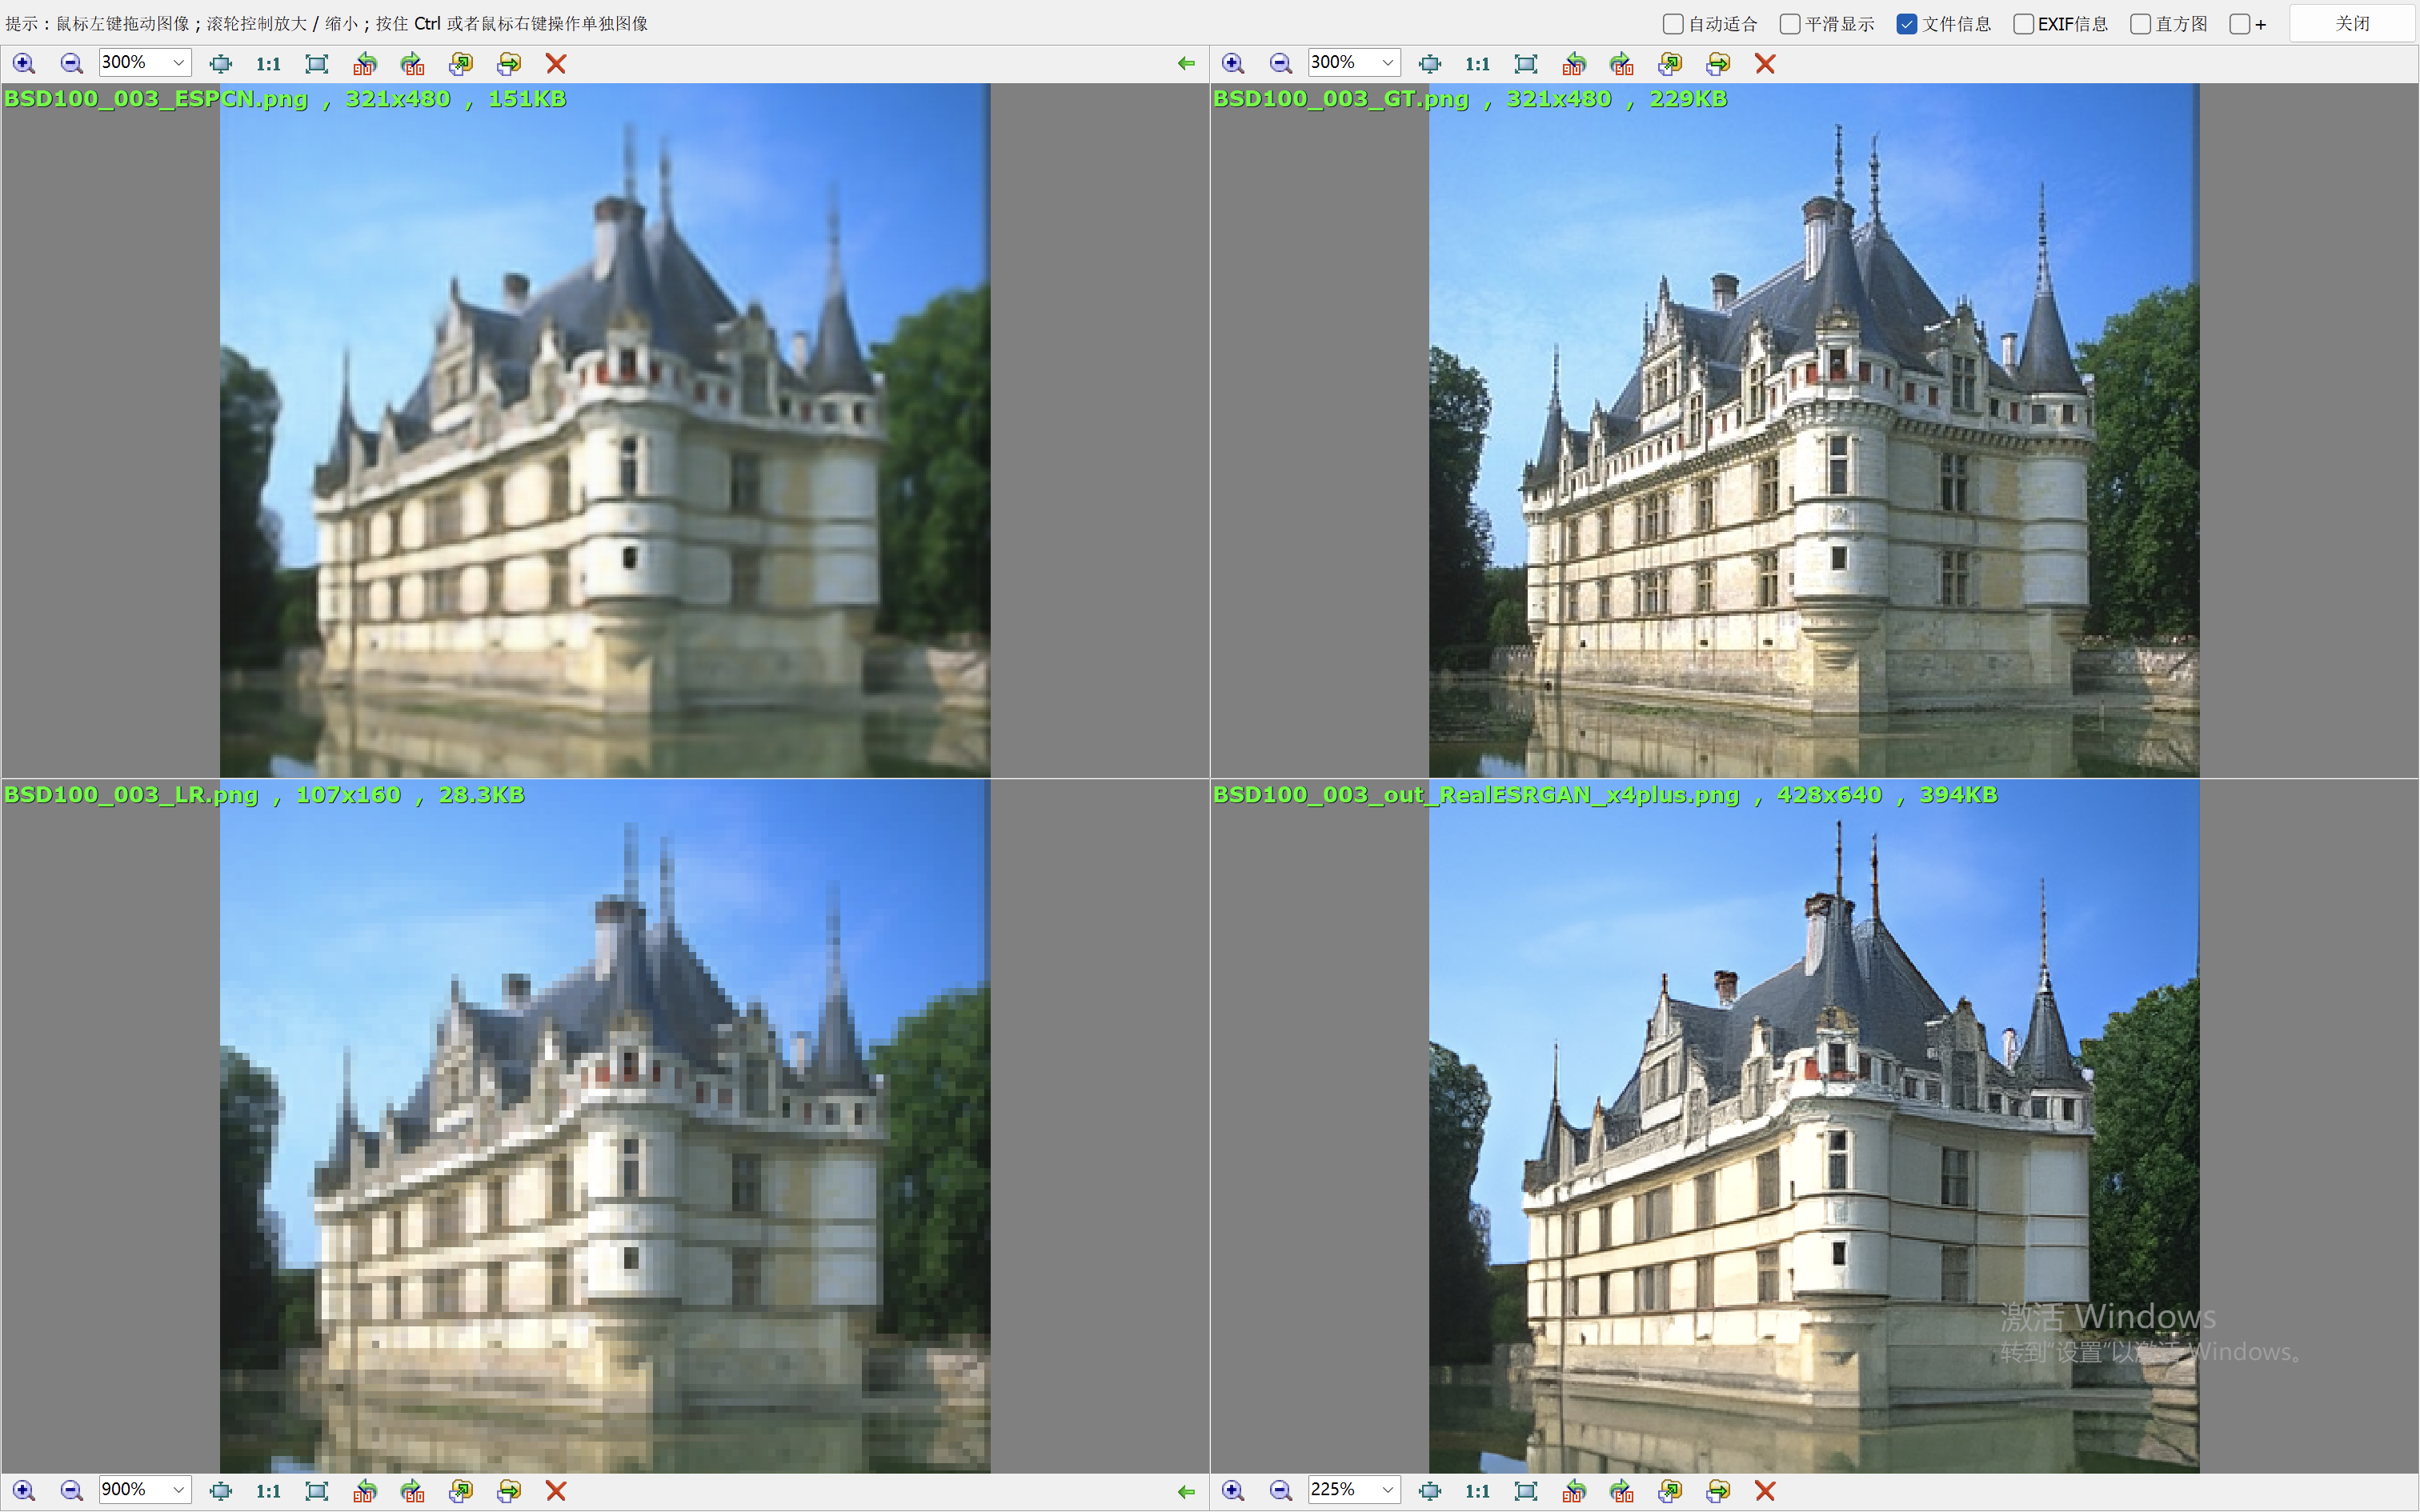 提示：鼠标左键拖动图像；滚轮控制放大 / 缩小；按住 Ctrl 或者鼠标右键操作单独图像
自动适合 平滑显示 文件信息 EXIF信息 直方图 + 关闭
300% 1:1 300% 1:1
BSD100_003_ESPCN.png , 321x480 , 151KB
BSD100_003_GT.png , 321x480 , 229KB
BSD100_003_LR.png , 107x160 , 28.3KB
BSD100_003_out_RealESRGAN_x4plus.png , 428x640 , 394KB
激活 Windows
转到"设置"以激活 Windows。
900% 1:1 225% 1:1